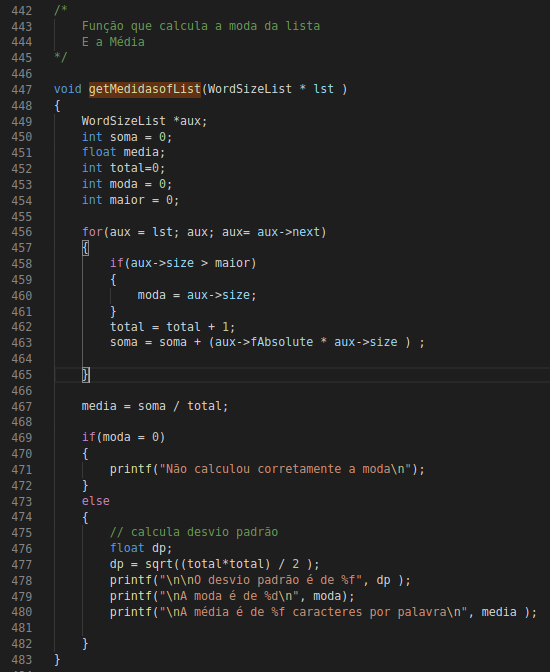 442 /*
443 Função que calcula a moda da lista
444 E a Média
445 */
446
447 void getMedidasofList(WordSizeList * lst )
448 {
449 WordSizeList *aux;
450 int soma = 0;
451 float media;
452 int total=0;
453 int moda = 0;
454 int maior = 0;
455
456 for(aux = lst; aux; aux= aux->next)
457 {
458 if(aux->size > maior)
459 {
460 moda = aux->size;
461 }
462 total = total + 1;
463 soma = soma + (aux->fAbsolute * aux->size ) ;
464
465 }
466
467 media = soma / total;
468
469 if(moda = 0)
470 {
471 printf("Não calculou corretamente a moda\n");
472 }
473 else
474 {
475 // calcula desvio padrão
476 float dp;
477 dp = sqrt((total*total) / 2 );
478 printf("\n\nO desvio padrão é de %f", dp );
479 printf("\nA moda é de %d\n", moda);
480 printf("\nA média é de %f caracteres por palavra\n", media );
481
482 }
483 }